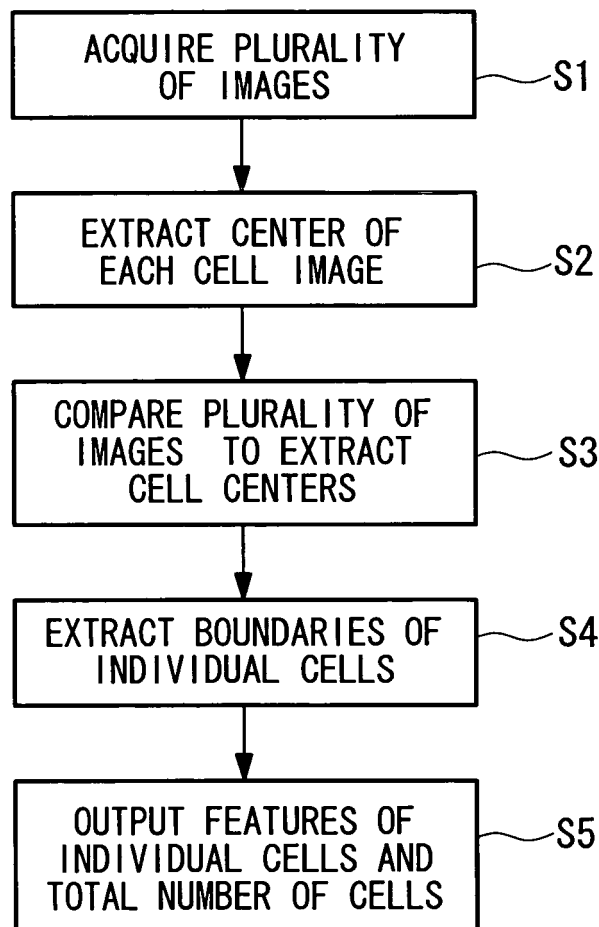 ACQUIRE PLURALITY
OF IMAGES
S1
EXTRACT CENTER OF
EACH CELL IMAGE
S2
COMPARE PLURALITY OF
IMAGES TO EXTRACT
CELL CENTERS
S3
EXTRACT BOUNDARIES OF
INDIVIDUAL CELLS
S4
OUTPUT FEATURES OF
INDIVIDUAL CELLS AND
TOTAL NUMBER OF CELLS
S5